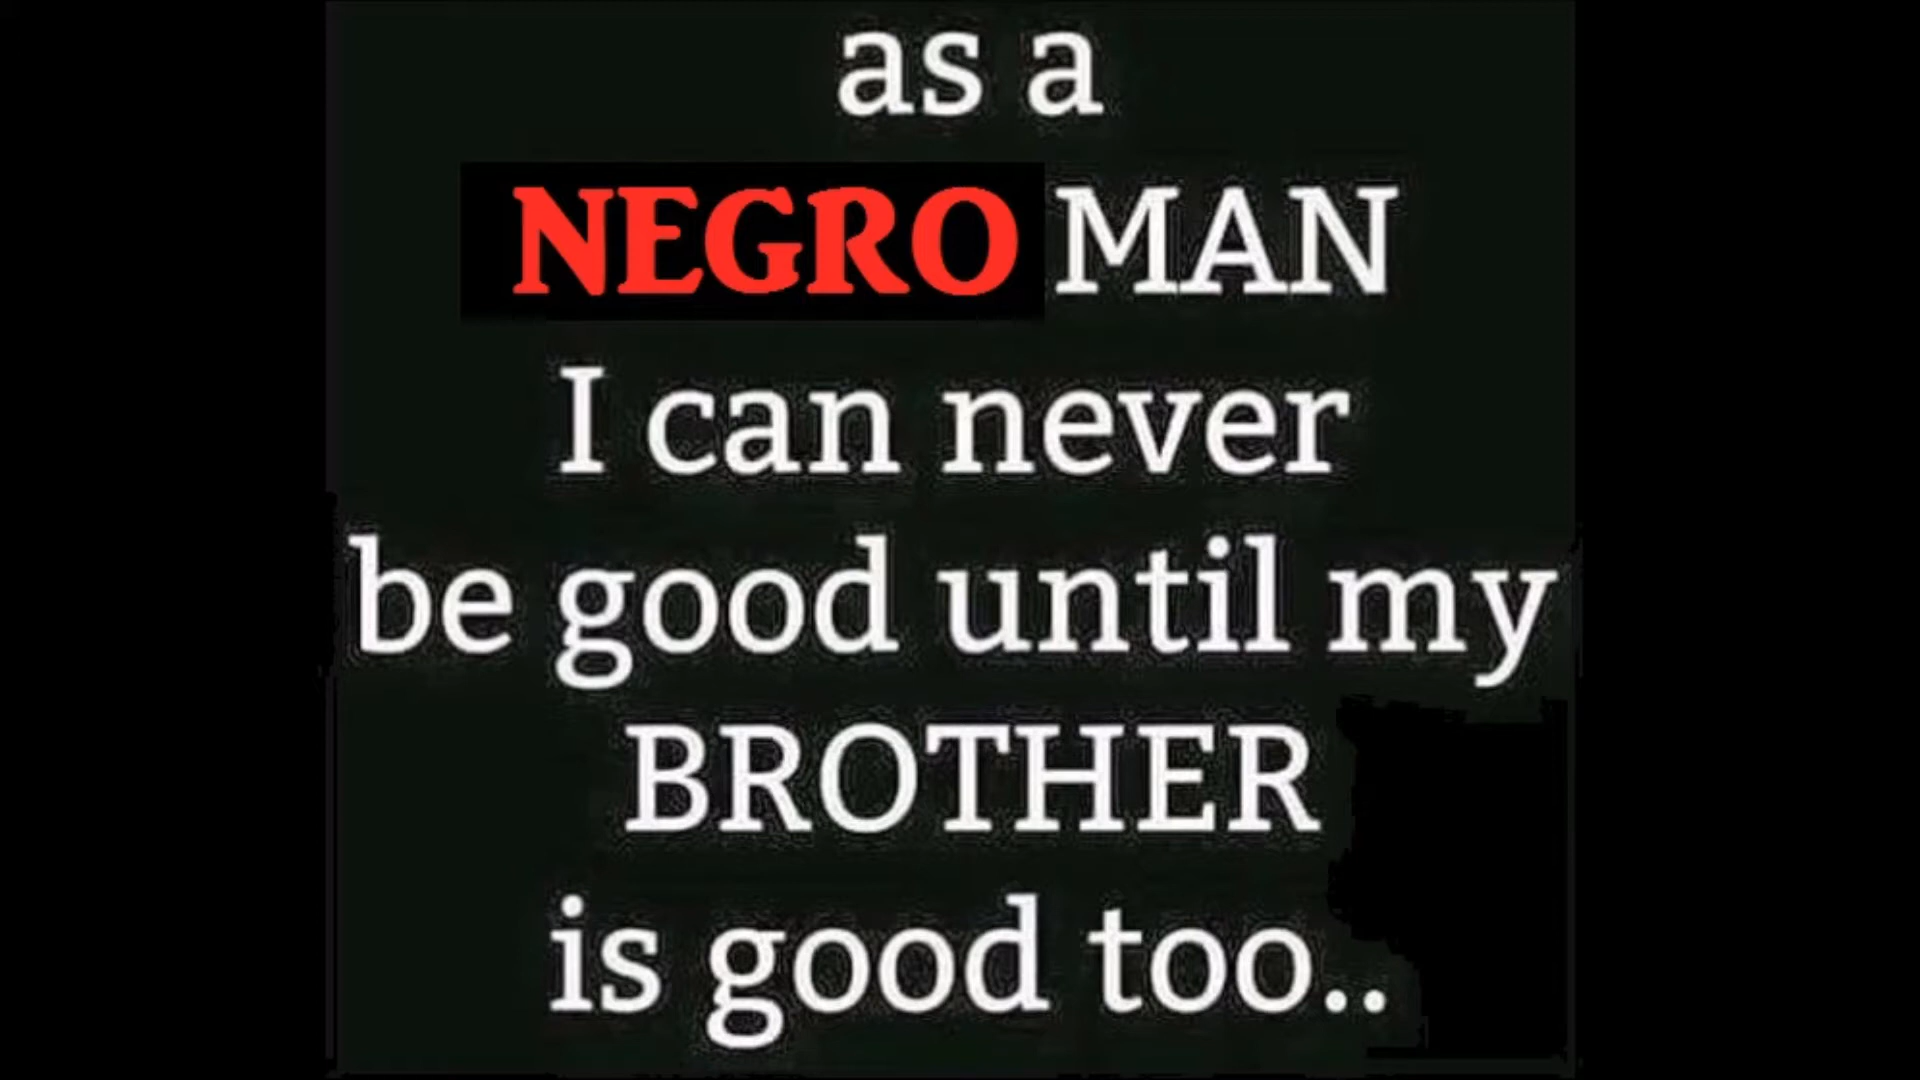 as a
NEGRO MAN
I can never
be good until my
BROTHER
is good too..